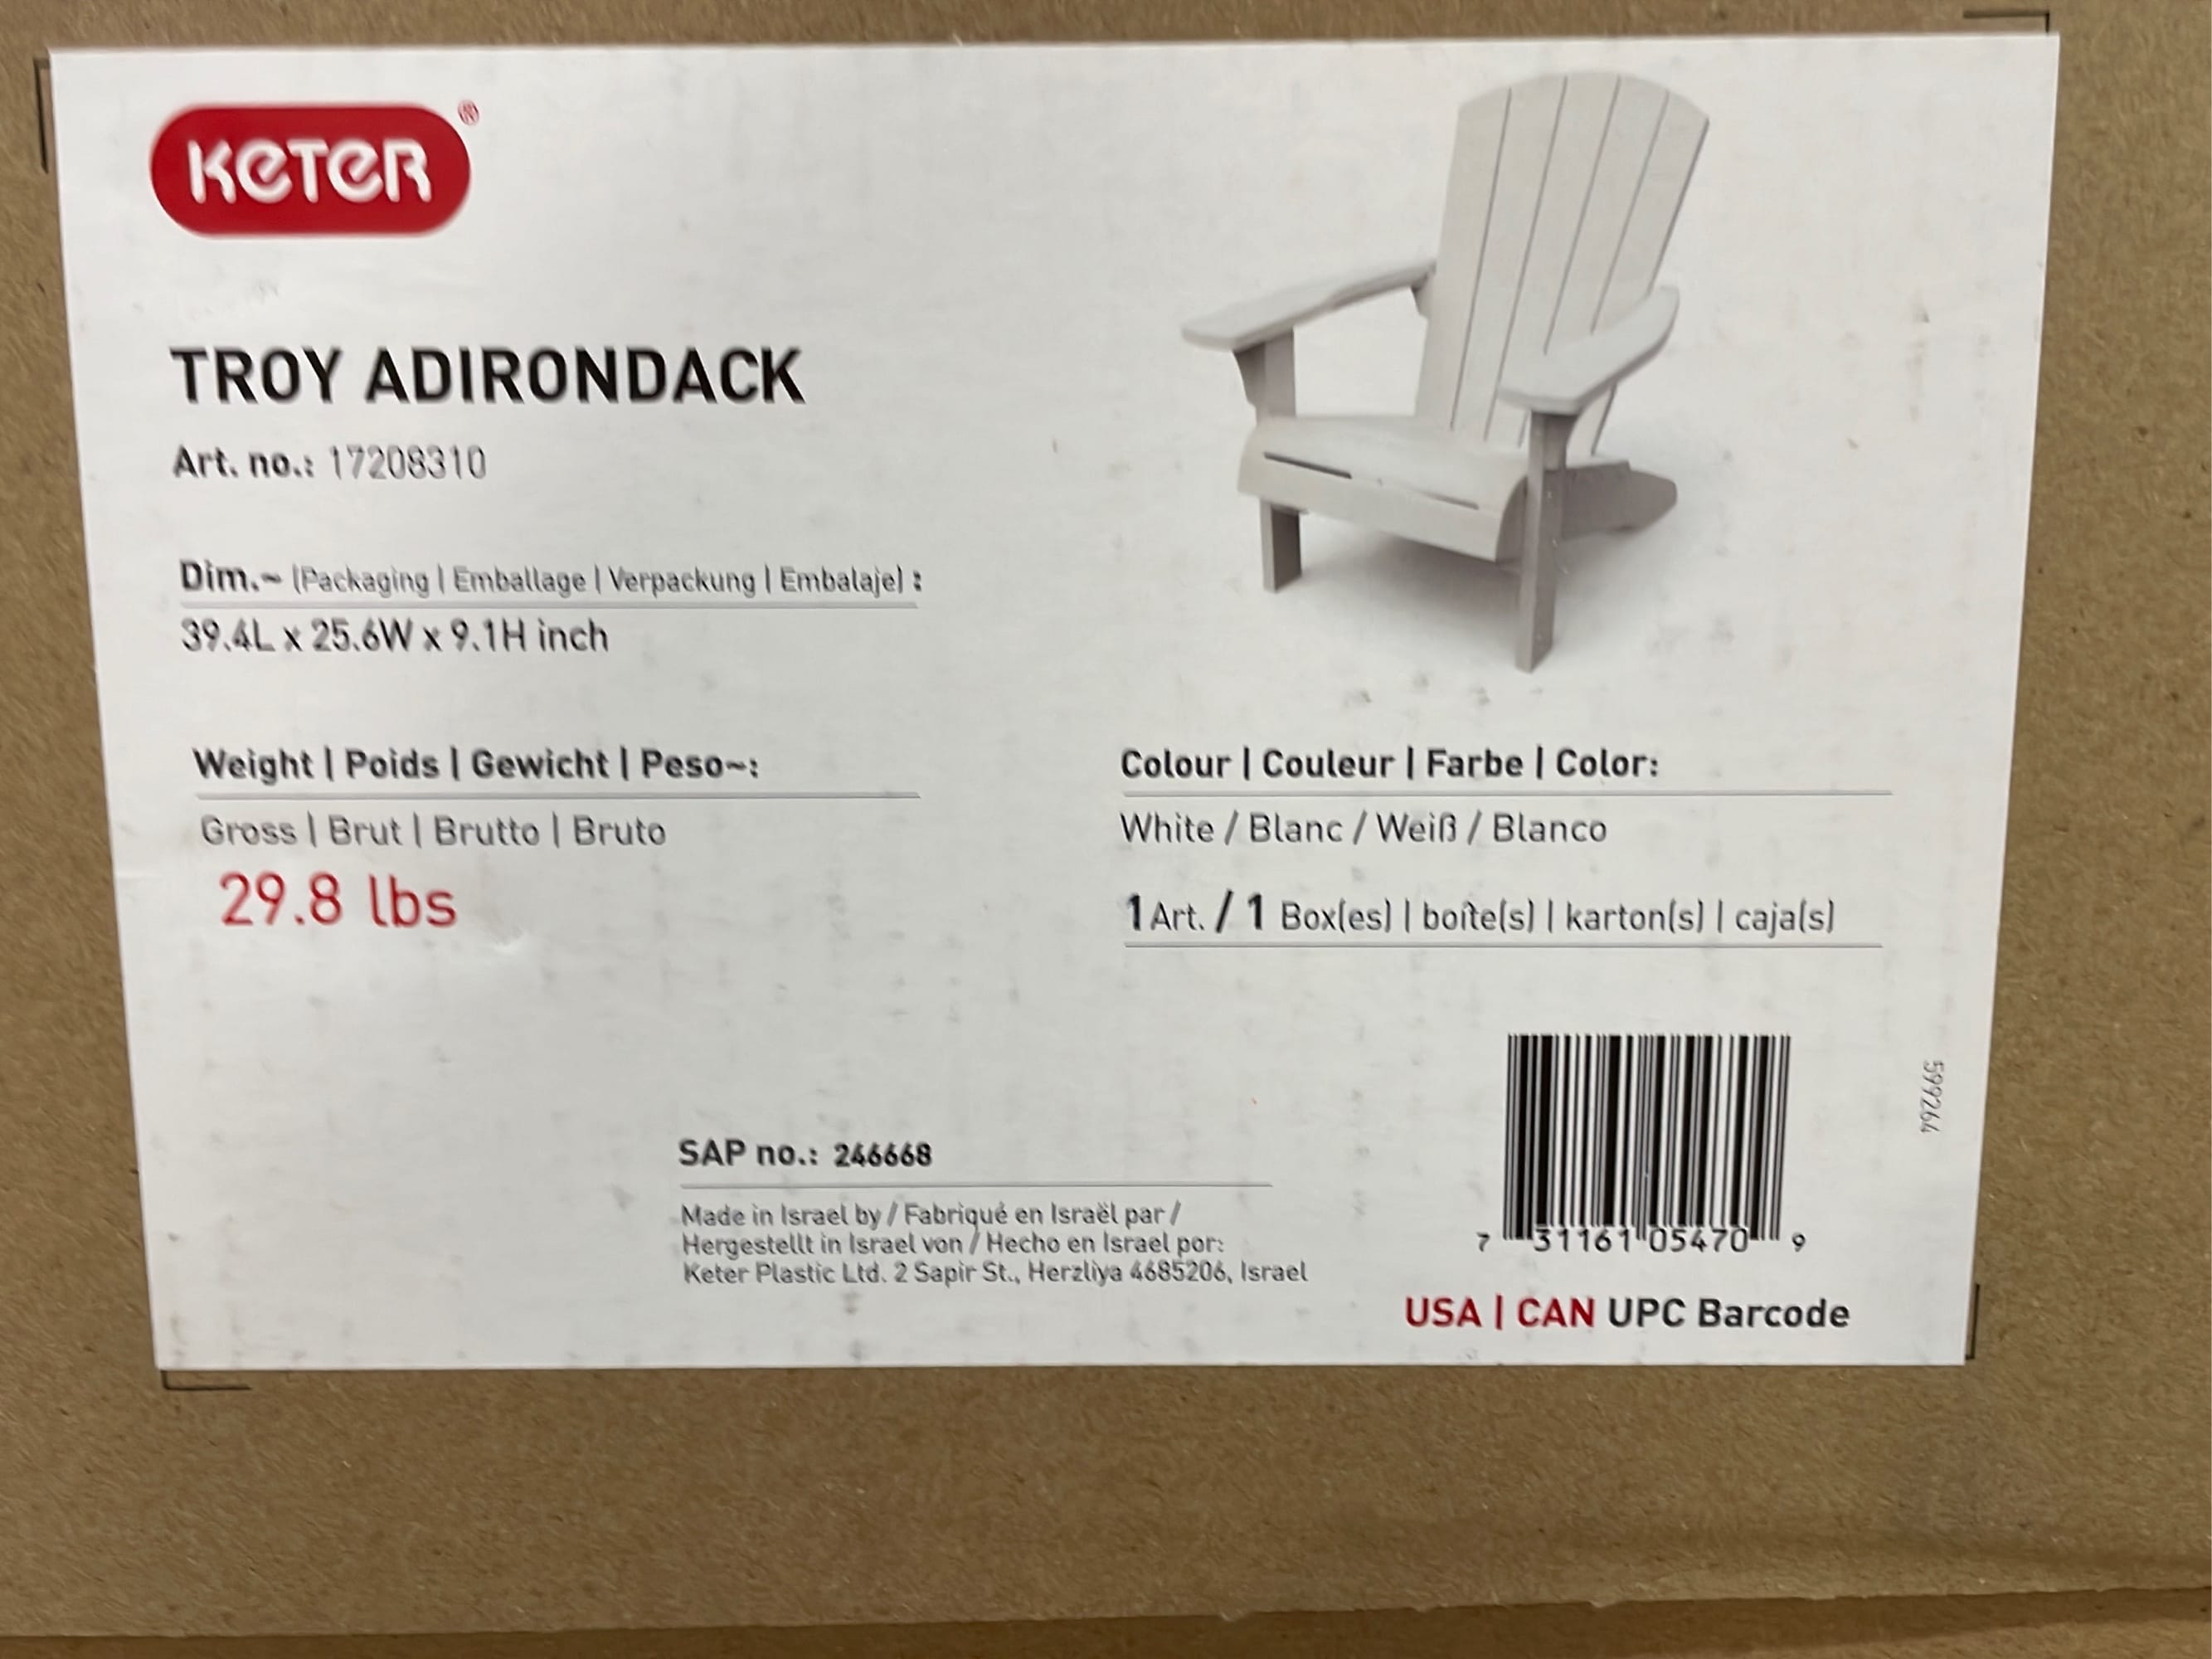 KETER®
TROY ADIRONDACK
Art. no.: 17208310
Dim.~ (Packaging | Emballage | Verpackung | Embalaje) :
39.4L x 25.6W x 9.1H inch
Weight | Poids | Gewicht | Peso~:
Gross | Brut | Brutto | Bruto
29.8 lbs
Colour | Couleur | Farbe | Color:
White / Blanc / Weiß / Blanco
1 Art. / 1 Box(es) | boîte(s) | karton(s) | caja(s)
SAP no.: 246668
Made in Israel by / Fabriqué en Israël par /
Hergestellt in Israel von / Hecho en Israel por:
Keter Plastic Ltd. 2 Sapir St., Herzliya 4685206, Israel
7 31161 05470 9
USA | CAN UPC Barcode
599264